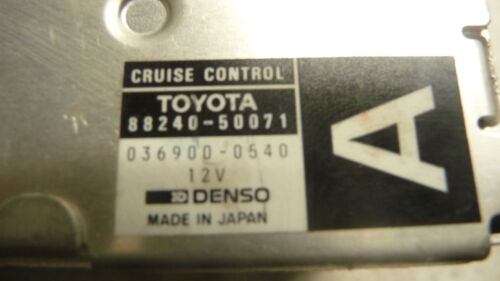 CRUISE CONTROL
TOYOTA
88240-50071
036900-0540
12V
DENSO
MADE IN JAPAN
A